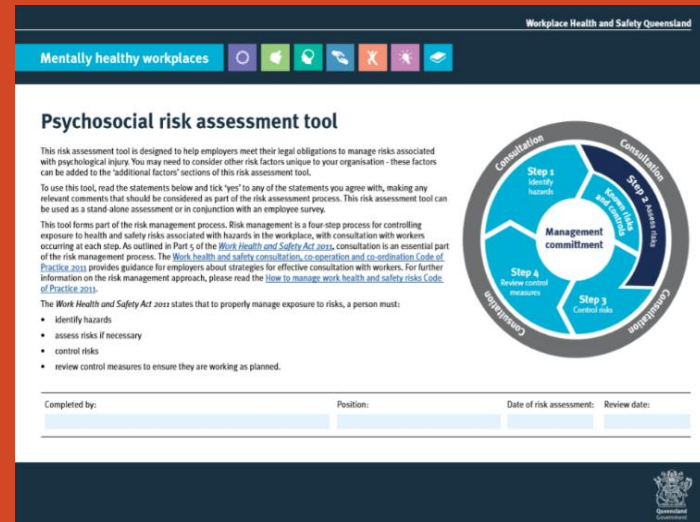 Workplace Health and Safety Queensland
Mentally healthy workplaces
Psychosocial risk assessment tool
This risk assessment tool is designed to help employers meet their legal obligations to manage risks associated
with psychological injury. You may need to consider other risk factors unique to your organisation - these factors
can be added to the 'additional factors' sections of this risk assessment tool.
To use this tool, read the statements below and tick 'yes' to any of the statements you agree with, making any
relevant comments that should be considered as part of the risk assessment process. This risk assessment tool can
be used as a stand-alone assessment or in conjunction with an employee survey.
This tool forms part of the risk management process. Risk management is a four-step process for controlling
exposure to health and safety risks associated with hazards in the workplace, with consultation with workers
occurring at each step. As outlined in Part 5 of the Work Health and Safety Act 2011, consultation is an essential part
of the risk management process. The Work health and safety consultation, co-operation and co-ordination Code of
Practice 2011 provides guidance for employers about strategies for effective consultation with workers. For further
information on the risk management approach, please read the How to manage work health and safety risks Code
of Practice 2011.
The Work Health and Safety Act 2011 states that to properly manage exposure to risks, a person must:
• identify hazards
• assess risks if necessary
• control risks
• review control measures to ensure they are working as planned.
Consultation
Consultation
Consultation
Consultation
Step 1
Identify
hazards
Known risks
and controls
Step 2 Assess risks
Management
committment
Step 4
Review control
measures
Step 3
Control risks
Completed by:
Position:
Date of risk assessment:
Review date:
Queensland
Government